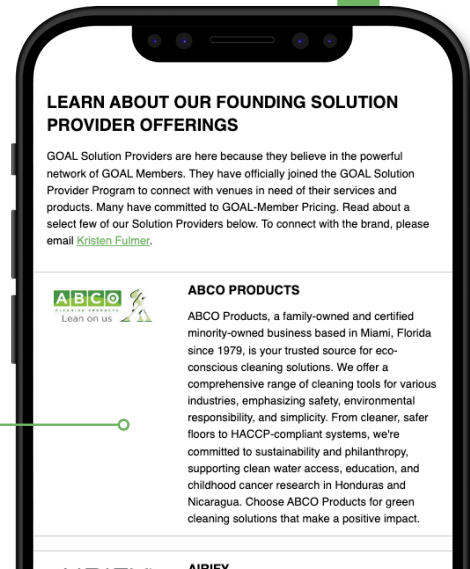 LEARN ABOUT OUR FOUNDING SOLUTION
PROVIDER OFFERINGS
GOAL Solution Providers are here because they believe in the powerful
network of GOAL Members. They have officially joined the GOAL Solution
Provider Program to connect with venues in need of their services and
products. Many have committed to GOAL-Member Pricing. Read about a
select few of our Solution Providers below. To connect with the brand, please
email Kristen Fulmer.
ABCO
CLEANING PRODUCTS
Lean on us
ABCO PRODUCTS
ABCO Products, a family-owned and certified
minority-owned business based in Miami, Florida
since 1979, is your trusted source for eco-
conscious cleaning solutions. We offer a
comprehensive range of cleaning tools for various
industries, emphasizing safety, environmental
responsibility, and simplicity. From cleaner, safer
floors to HACCP-compliant systems, we're
committed to sustainability and philanthropy,
supporting clean water access, education, and
childhood cancer research in Honduras and
Nicaragua. Choose ABCO Products for green
cleaning solutions that make a positive impact.
AIRIFY